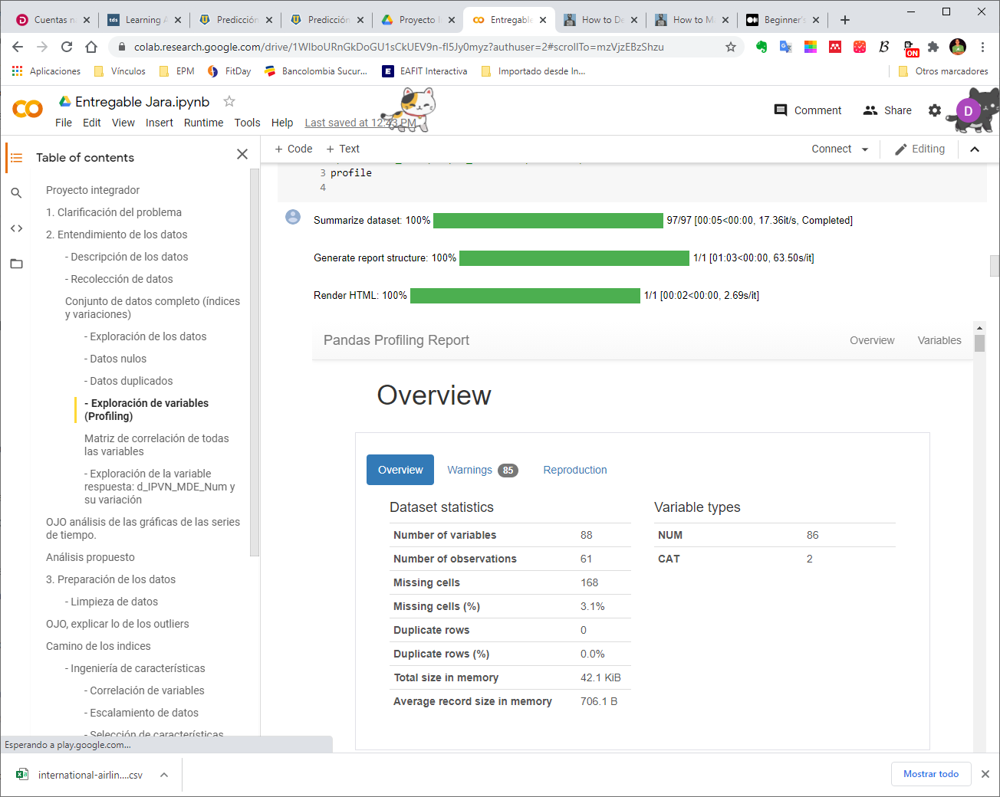 Cuentas n
Learning A
Predicción
Predicción
Proyecto I
Entregable
How to De
How to M
Beginner's
colab.research.google.com/drive/1WlboURnGkDoGU1sCkUEV9n-fI5Jy0myz?authuser=2#scrollTo=mzVjzEBzShzu
Aplicaciones Vínculos EPM FitDay Bancolombia Sucur... EAFIT Interactiva Importado desde In... Otros marcadores
Entregable Jara.ipynb
File Edit View Insert Runtime Tools Help Last saved at 12:43 PM
Comment Share D
Table of contents
+ Code + Text Connect Editing
Proyecto integrador
1. Clarificación del problema
2. Entendimiento de los datos
- Descripción de los datos
- Recolección de datos
Conjunto de datos completo (índices
y variaciones)
- Exploración de los datos
- Datos nulos
- Datos duplicados
- Exploración de variables
(Profiling)
Matriz de correlación de todas
las variables
- Exploración de la variable
respuesta: d_IPVN_MDE_Num y
su variación
OJO análisis de las gráficas de las series
de tiempo.
Análisis propuesto
3. Preparación de los datos
- Limpieza de datos
OJO, explicar lo de los outliers
Camino de los indices
- Ingeniería de características
- Correlación de variables
- Escalamiento de datos
- Selección de características
3 profile
4
Summarize dataset: 100% 97/97 [00:05<00:00, 17.36it/s, Completed]
Generate report structure: 100% 1/1 [01:03<00:00, 63.50s/it]
Render HTML: 100% 1/1 [00:02<00:00, 2.69s/it]
Pandas Profiling Report Overview Variables
Overview
Overview Warnings 85 Reproduction
Dataset statistics
Number of variables 88
Number of observations 61
Missing cells 168
Missing cells (%) 3.1%
Duplicate rows 0
Duplicate rows (%) 0.0%
Total size in memory 42.1 KiB
Average record size in memory 706.1 B
Variable types
NUM 86
CAT 2
Esperando a play.google.com...
international-airlin....csv
Mostrar todo